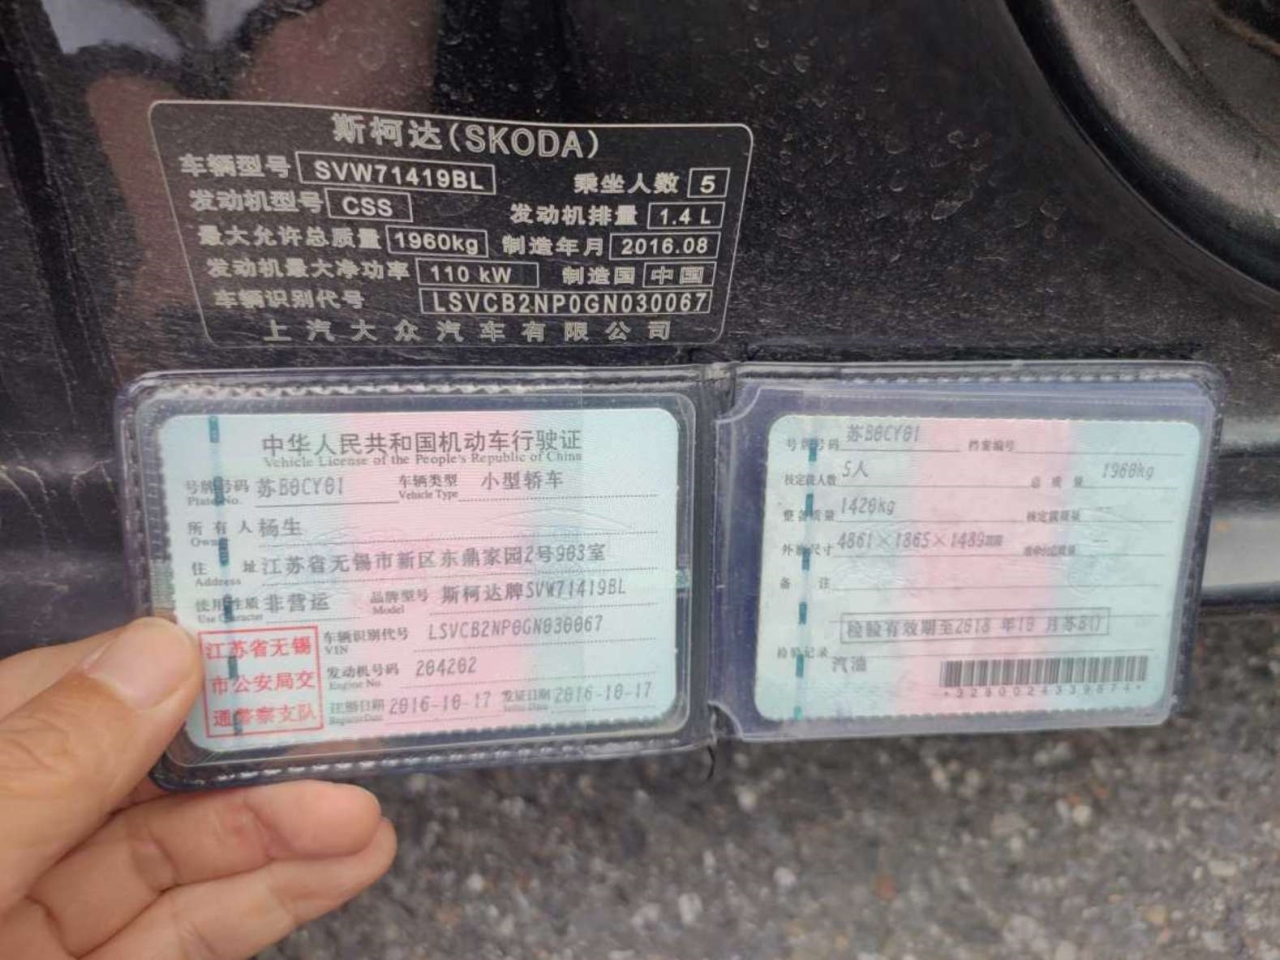 斯柯达(SKODA)
车辆型号 SVW71419BL 乘坐人数 5
发动机型号 CSS 发动机排量 1.4 L
最大允许总质量 1960kg 制造年月 2016.08
发动机最大净功率 110 kW 制造国 中国
车辆识别代号 LSVCB2NP0GN030067
上汽大众汽车有限公司
中华人民共和国机动车行驶证
Vehicle License of the People's Republic of China
号牌号码 苏B0CY01 车辆类型 小型轿车
Plate No. Vehicle Type
所有人 杨生
Owner
住址 江苏省无锡市新区东鼎家园2号903室
Address
使用性质 非营运 品牌型号 斯柯达牌SVW71419BL
Use Character Model
车辆识别代号 LSVCB2NP0GN030067
VIN
发动机号码 204202
Engine No.
注册日期 2016-10-17 发证日期 2016-10-17
Register Date Issue Date
江苏省无锡
市公安局交
通警察支队
号牌号码 苏B0CY01 档案编号
核定载人数 5人 总质量 1960kg
整备质量 1420kg 核定载质量
外廓尺寸 4861×1865×1489mm 准牵引总质量 —
备注
检验有效期至2018年10月苏B()
检验记录
汽油
*3280024339674*